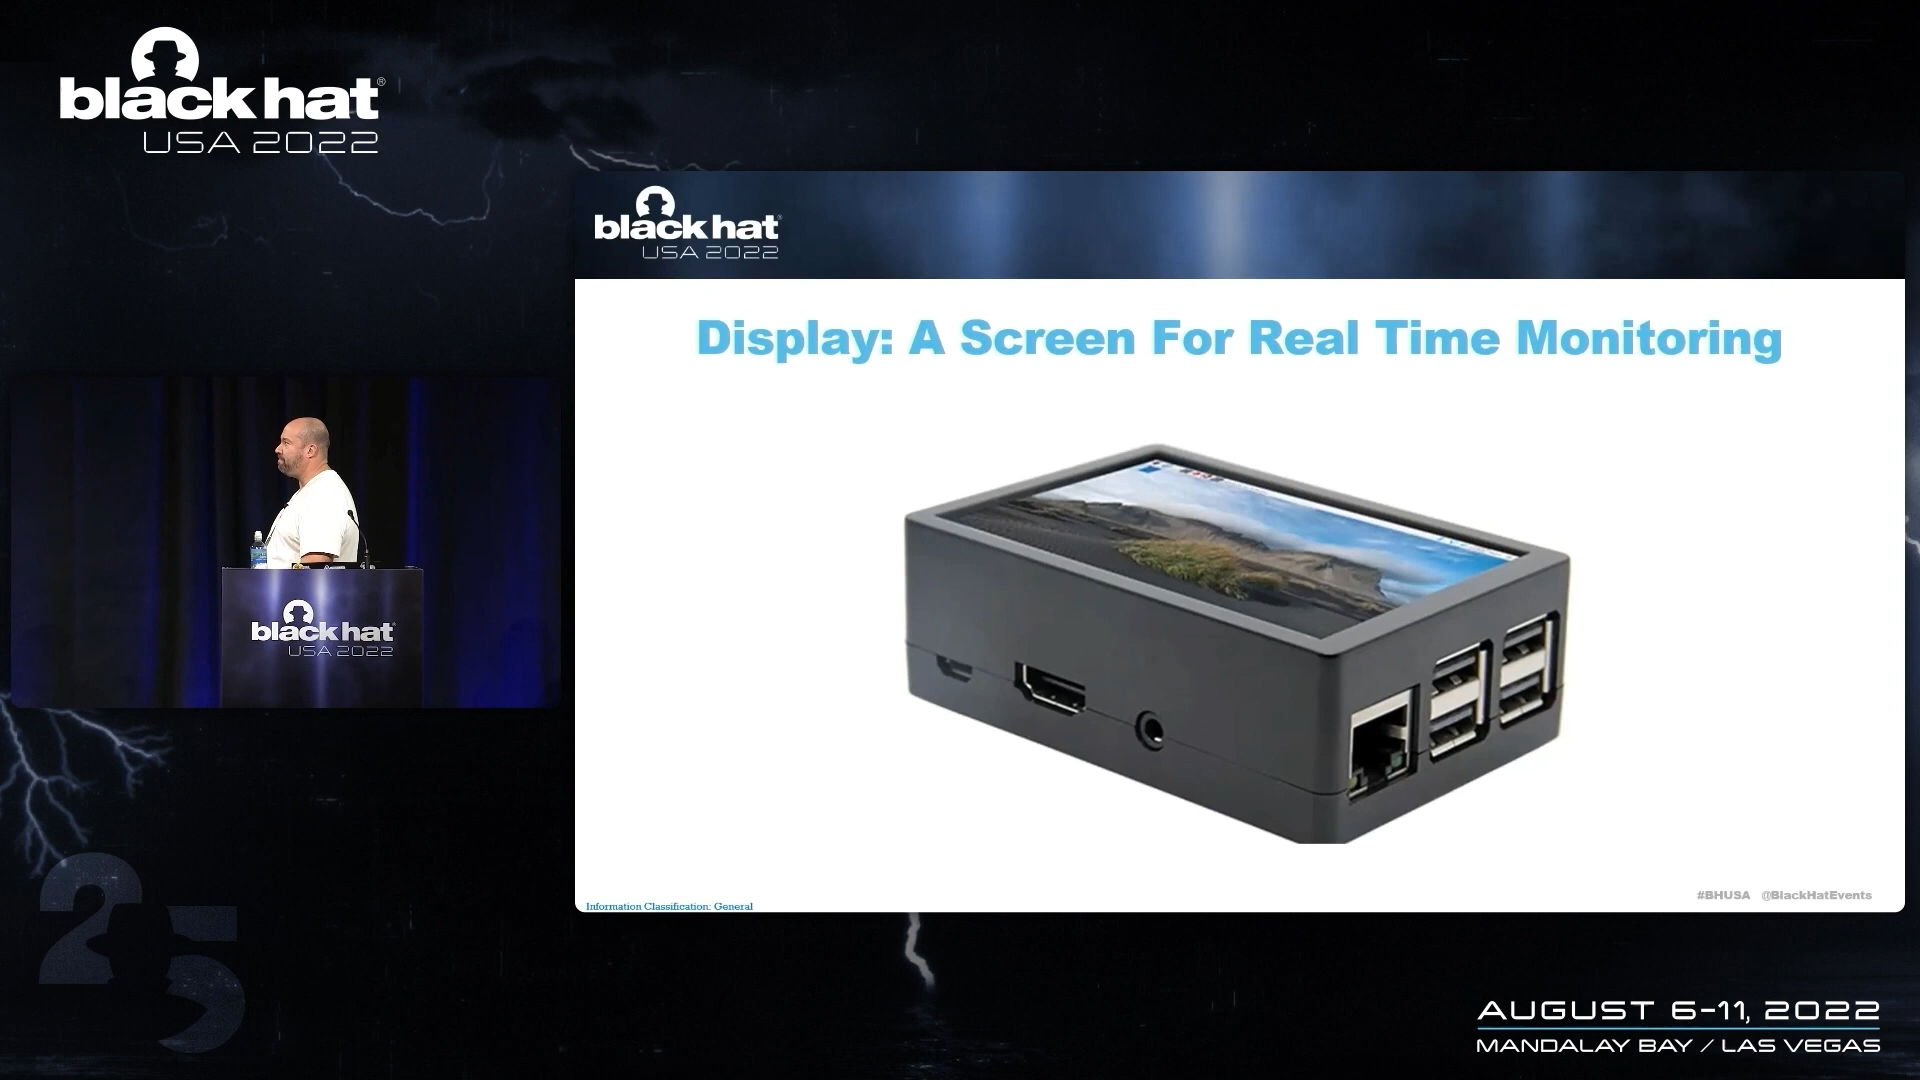 black hat®
USA 2022
black hat®
USA 2022
Display: A Screen For Real Time Monitoring
black hat®
USA 2022
#BHUSA @BlackHatEvents
Information Classification: General
25
AUGUST 6-11, 2022
MANDALAY BAY / LAS VEGAS